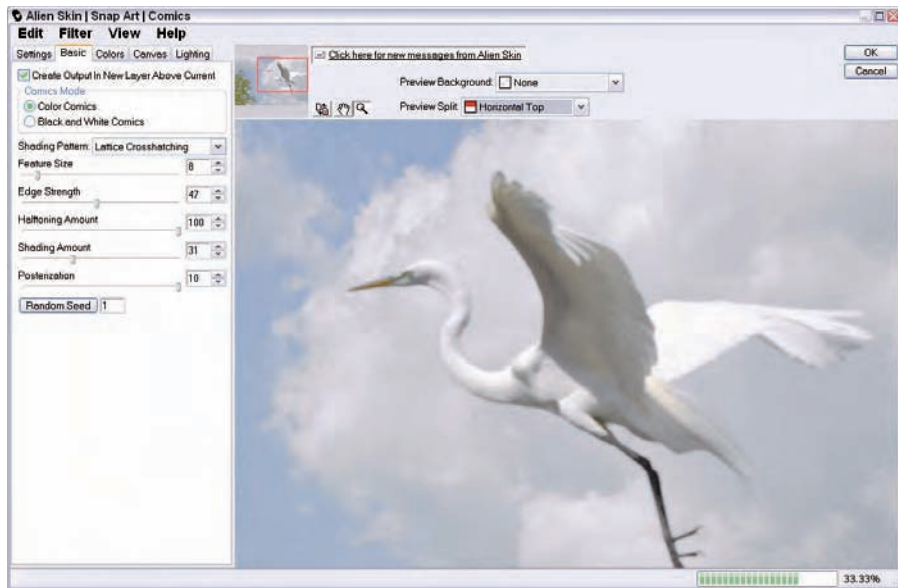 Alien Skin | Snap Art | Comics
Edit Filter View Help
Settings Basic Colors Canvas Lighting
Create Output In New Layer Above Current
Comics Mode
Color Comics
Black and White Comics
Shading Pattern: Lattice Crosshatching
Feature Size 8
Edge Strength 47
Halftoning Amount 100
Shading Amount 31
Posterization 10
Random Seed 1
Click here for new messages from Alien Skin
Preview Background: None
Preview Split: Horizontal Top
OK
Cancel
33.33%